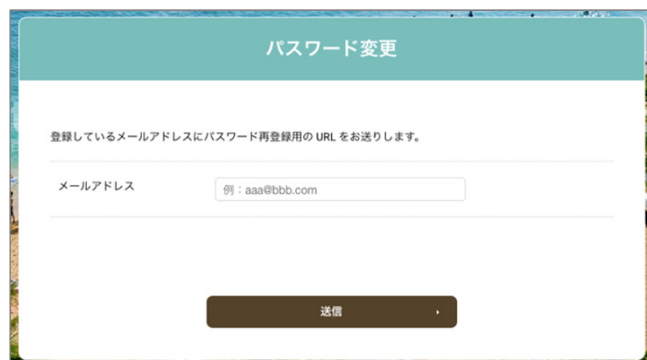 パスワード変更
登録しているメールアドレスにパスワード再登録用の URL をお送りします。
メールアドレス
例：aaa@bbb.com
送信